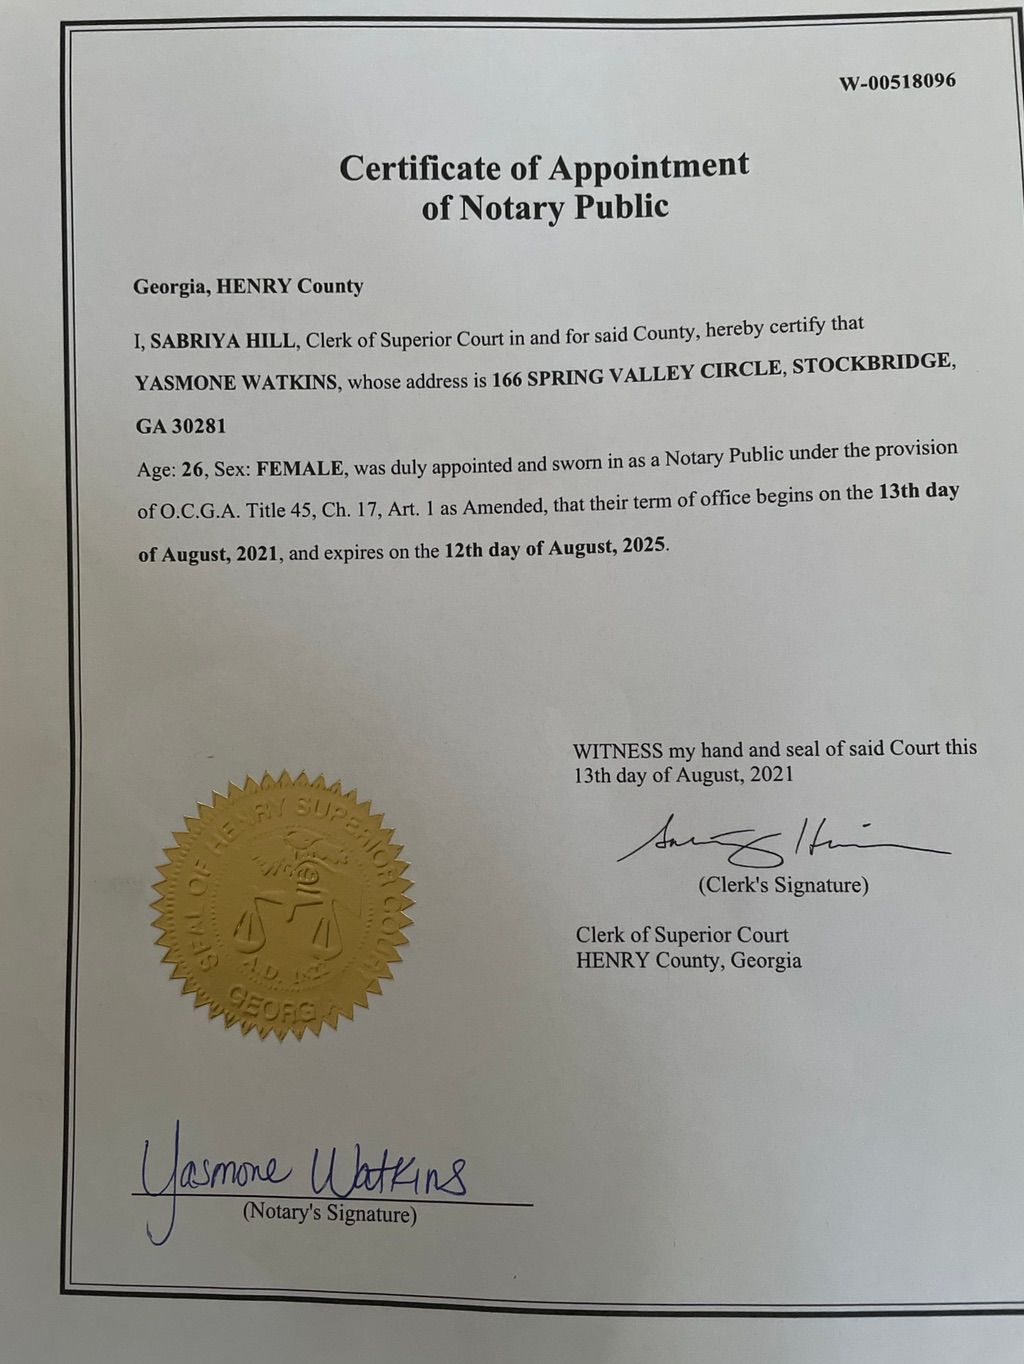 W-00518096
Certificate of Appointment
of Notary Public
Georgia, HENRY County
I, SABRIYA HILL, Clerk of Superior Court in and for said County, hereby certify that
YASMONE WATKINS, whose address is 166 SPRING VALLEY CIRCLE, STOCKBRIDGE,
GA 30281
Age: 26, Sex: FEMALE, was duly appointed and sworn in as a Notary Public under the provision
of O.C.G.A. Title 45, Ch. 17, Art. 1 as Amended, that their term of office begins on the 13th day
of August, 2021, and expires on the 12th day of August, 2025.
WITNESS my hand and seal of said Court this
13th day of August, 2021
(Clerk's Signature)
Clerk of Superior Court
HENRY County, Georgia
SEAL OF HENRY SUPERIOR COURT
A.D.
GEORGIA
Yasmone Watkins
(Notary's Signature)